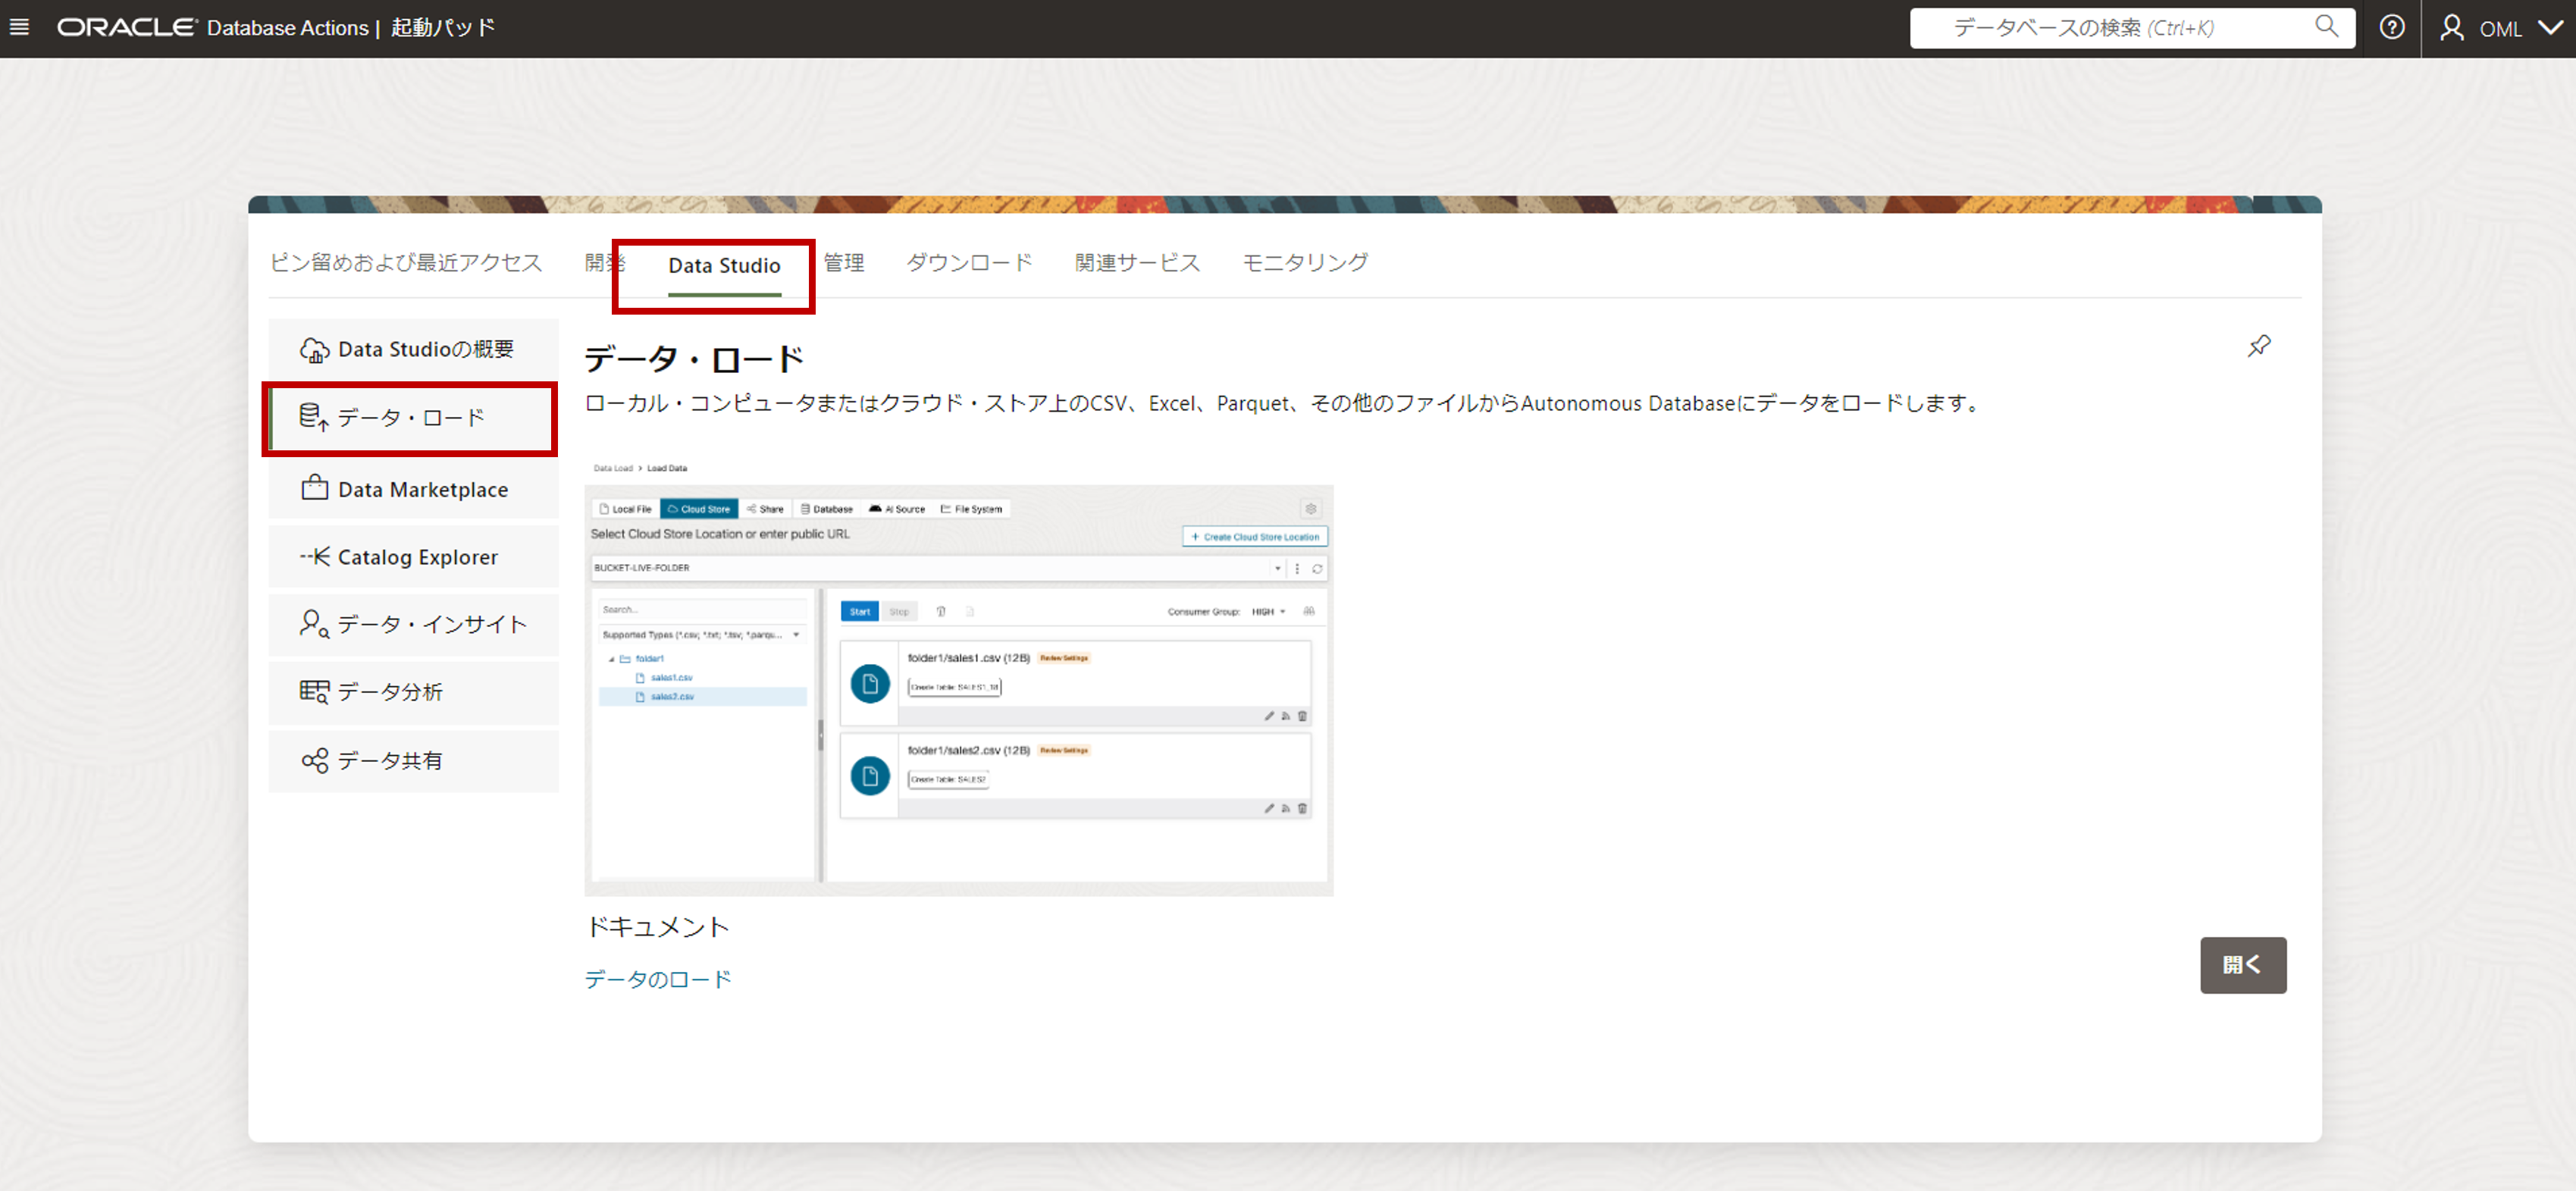 ORACLE Database Actions | 起動パッド
データベースの検索 (Ctrl+K)
OML
ピン留めおよび最近アクセス
開発
Data Studio
管理
ダウンロード
関連サービス
モニタリング
Data Studioの概要
データ・ロード
Data Marketplace
Catalog Explorer
データ・インサイト
データ分析
データ共有
データ・ロード
ローカル・コンピュータまたはクラウド・ストア上のCSV、Excel、Parquet、その他のファイルからAutonomous Databaseにデータをロードします。
Data Load > Load Data
Local File
Cloud Store
Share
Database
AI Source
File System
Select Cloud Store Location or enter public URL
+ Create Cloud Store Location
BUCKET-LIVE-FOLDER
Search...
Supported Types (*.csv; *.txt; *.tsv; *.parqu...
folder1
sales1.csv
sales2.csv
Start
Stop
Consumer Group: HIGH
folder1/sales1.csv (12B)
Review Settings
Create Table: SALES1_18
folder1/sales2.csv (12B)
Review Settings
Create Table: SALES2
ドキュメント
データのロード
開く